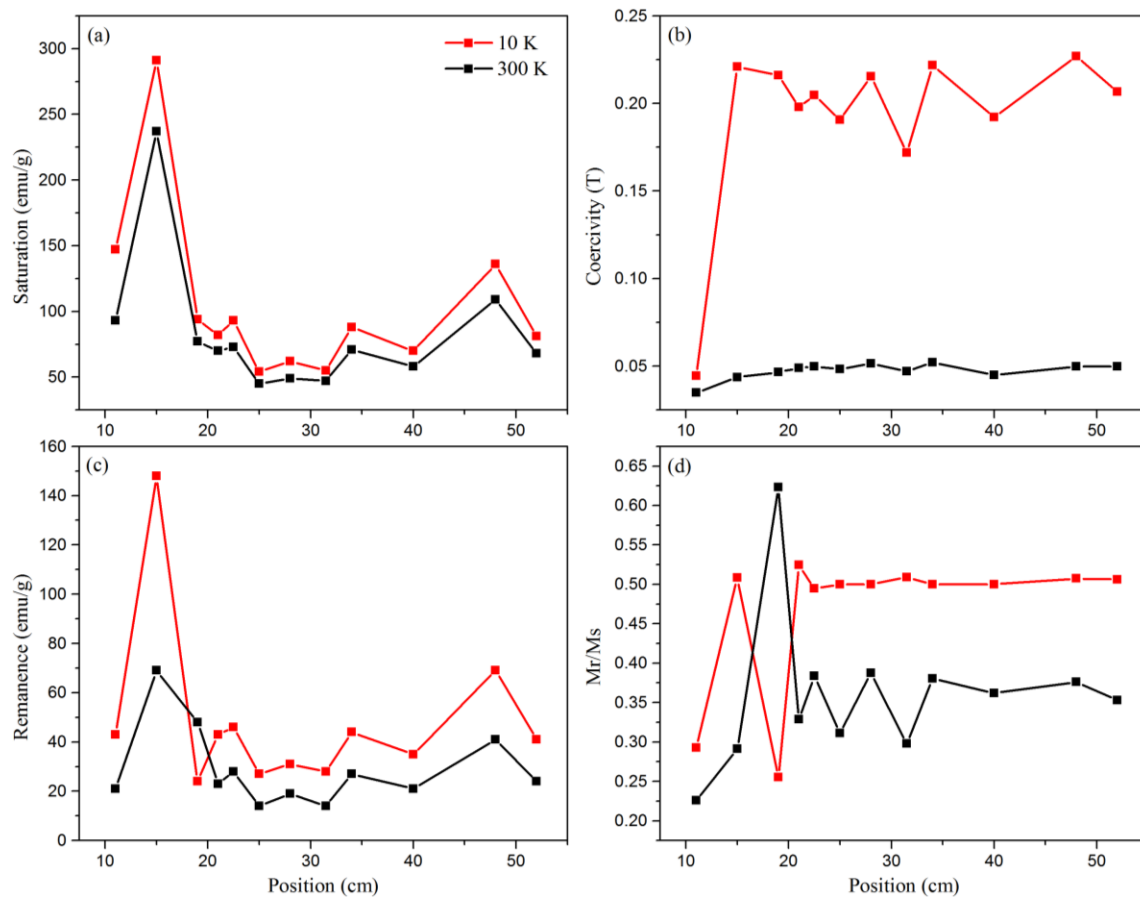 (a)
10 K
300 K
Saturation (emu/g)
300
250
200
150
100
50
10 20 30 40 50
(b)
Coercivity (T)
0.25
0.20
0.15
0.10
0.05
10 20 30 40 50
(c)
Remanence (emu/g)
160
140
120
100
80
60
40
20
0
10 20 30 40 50
Position (cm)
(d)
Mr/Ms
0.65
0.60
0.55
0.50
0.45
0.40
0.35
0.30
0.25
0.20
10 20 30 40 50
Position (cm)